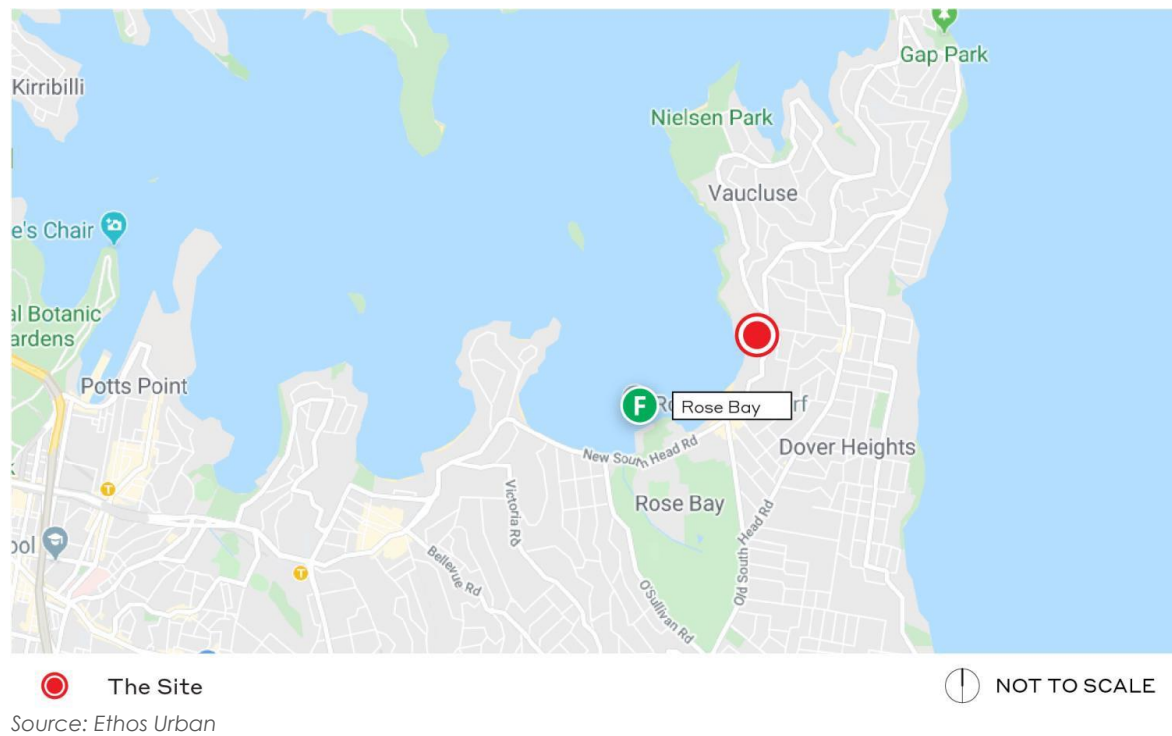 Kirribilli
Gap Park
Nielsen Park
Vaucluse
e's Chair
al Botanic
ardens
Potts Point
F
Rose Bay
rf
New South Head Rd
Dover Heights
Rose Bay
Victoria Rd
Bellevue Rd
Old South Head Rd
O'Sullivan Rd
T
T
ool
The Site
NOT TO SCALE
Source: Ethos Urban